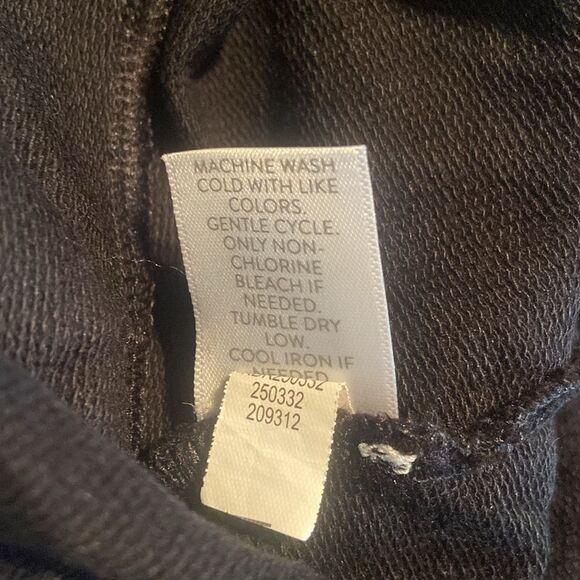 MACHINE WASH
COLD WITH LIKE
COLORS.
GENTLE CYCLE.
ONLY NON-
CHLORINE
BLEACH IF
NEEDED.
TUMBLE DRY
LOW.
COOL IRON IF
NEEDED
250332
209312